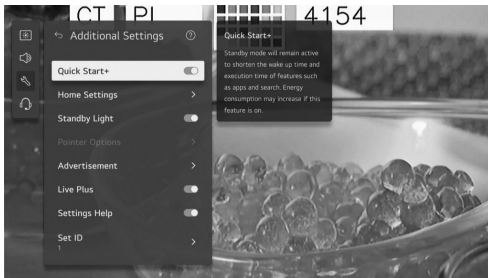 CT PL
4154
Additional Settings
Quick Start+
Home Settings
Standby Light
Pointer Options
Advertisement
Live Plus
Settings Help
Set ID
1
Quick Start+
Standby mode will remain active
to shorten the wake up time and
execution time of features such
as apps and search. Energy
consumption may increase if this
feature is on.